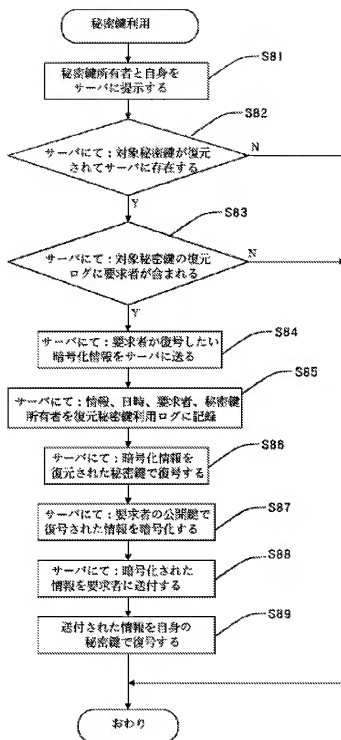 秘密鍵利用
S81
秘密鍵所有者と自身を
サーバに提示する
S82
サーバにて:対象秘密鍵が復元
されてサーバに存在する
N
Y
S83
サーバにて:対象秘密鍵の復元
ログに要求者が含まれる
N
Y
S84
サーバにて:要求者が復号したい
暗号化情報をサーバに送る
S85
サーバにて:情報、日時、要求者、秘密鍵
所有者を復元秘密鍵利用ログに記録
S86
サーバにて:暗号化情報を
復元された秘密鍵で復号する
S87
サーバにて:要求者の公開鍵で
復号された情報を暗号化する
S88
サーバにて:暗号化された
情報を要求者に送付する
S89
送付された情報を自身の
秘密鍵で復号する
おわり